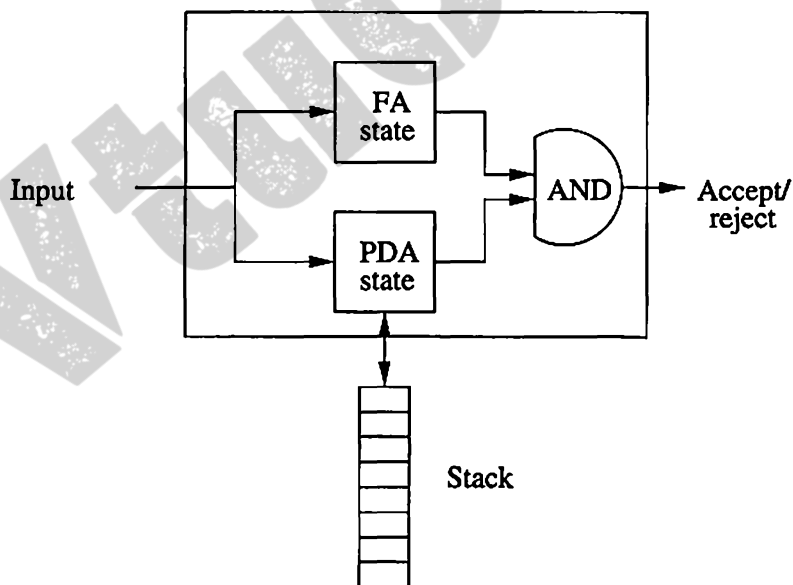 FA
state
Input
AND
Accept/
reject
PDA
state
Stack